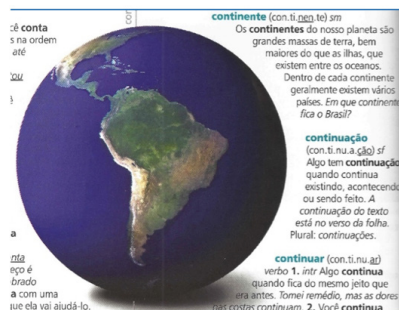 cê conta
s na ordem
até
ou
a
nta
eço é
brado
a com uma
que ela vai ajudá-lo.
con
continente (con.ti.nen.te) sm
Os continentes do nosso planeta são
grandes massas de terra, bem
maiores do que as ilhas, que
existem entre os oceanos.
Dentro de cada continente
geralmente existem vários
países. Em que continente
fica o Brasil?
continuação
(con.ti.nu.a.ção) sf
Algo tem continuação
quando continua
existindo, acontecendo
ou sendo feito. A
continuação do texto
está no verso da folha.
Plural: continuações.
continuar (con.ti.nu.ar)
verbo 1. intr Algo continua
quando fica do mesmo jeito que
era antes. Tomei remédio, mas as dores
nas costas continuam. 2. Você continua